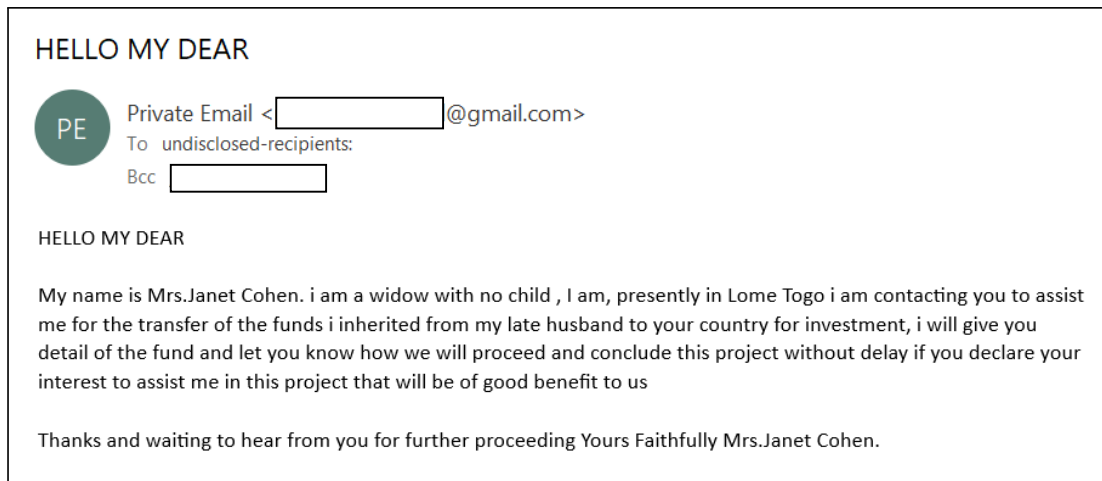 HELLO MY DEAR
PE
Private Email <
@gmail.com>
To undisclosed-recipients:
Bcc
HELLO MY DEAR
My name is Mrs.Janet Cohen. i am a widow with no child , I am, presently in Lome Togo i am contacting you to assist
me for the transfer of the funds i inherited from my late husband to your country for investment, i will give you
detail of the fund and let you know how we will proceed and conclude this project without delay if you declare your
interest to assist me in this project that will be of good benefit to us
Thanks and waiting to hear from you for further proceeding Yours Faithfully Mrs.Janet Cohen.